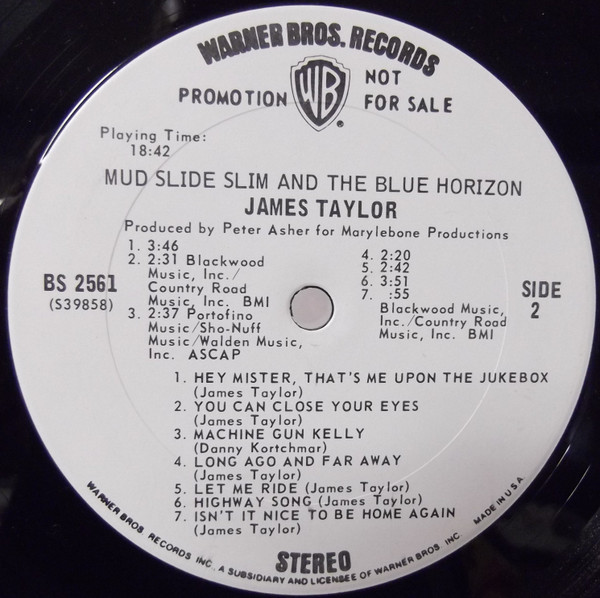 WARNER BROS. RECORDS
PROMOTION WB NOT
FOR SALE
®
Playing Time:
18:42
MUD SLIDE SLIM AND THE BLUE HORIZON
JAMES TAYLOR
Produced by Peter Asher for Marylebone Productions
1. 3:46
2. 2:31 Blackwood
Music, Inc./
Country Road
Music, Inc. BMI
3. 2:37 Portofino
Music/Sho-Nuff
Music/Walden Music,
Inc. ASCAP
4. 2:20
5. 2:42
6. 3:51
7. :55
Blackwood Music,
Inc./Country Road
Music, Inc. BMI
BS 2561
(S39858)
SIDE
2
1. HEY MISTER, THAT'S ME UPON THE JUKEBOX
(James Taylor)
2. YOU CAN CLOSE YOUR EYES
(James Taylor)
3. MACHINE GUN KELLY
(Danny Kortchmar)
4. LONG AGO AND FAR AWAY
(James Taylor)
5. LET ME RIDE (James Taylor)
6. HIGHWAY SONG (James Taylor)
7. ISN'T IT NICE TO BE HOME AGAIN
(James Taylor)
STEREO
WARNER BROS. RECORDS INC., A SUBSIDIARY AND LICENSEE OF WARNER BROS. INC. MADE IN U.S.A.